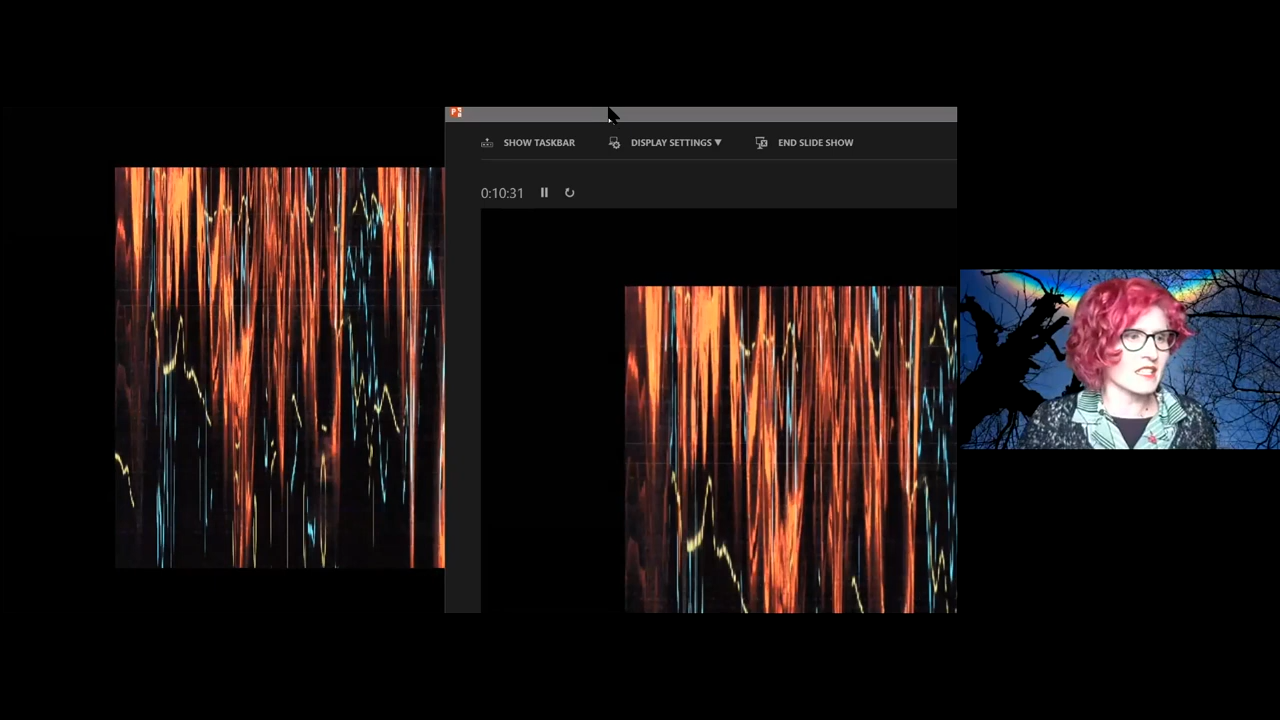 SHOW TASKBAR DISPLAY SETTINGS ▼ END SLIDE SHOW
0:10:31